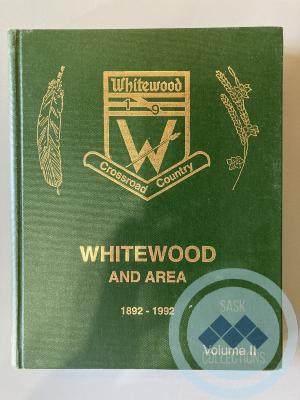 Whitewood
1 9
W
Crossroad Country
WHITEWOOD
AND AREA
1892 - 1992
SASK
COLLECTIONS
Volume II